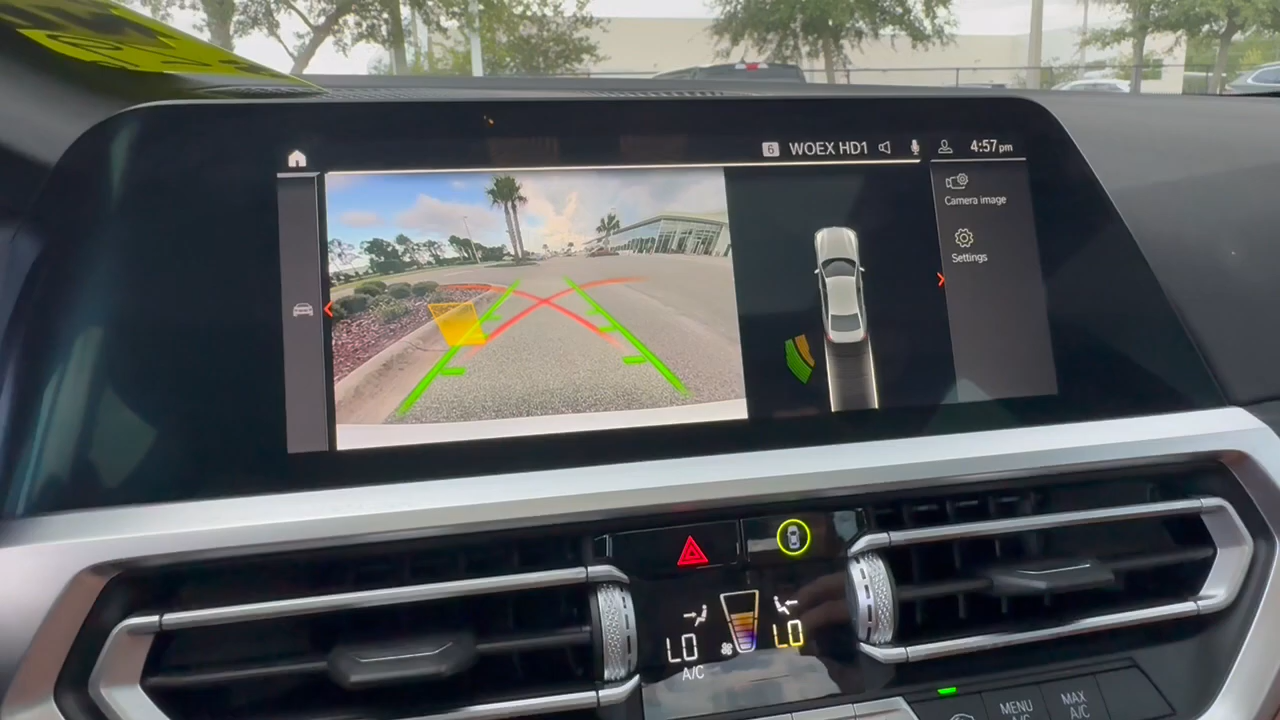 6 WOEX HD1 4:57 pm
Camera image
Settings
LO LO
A/C
MENU
A/C
MAX
A/C